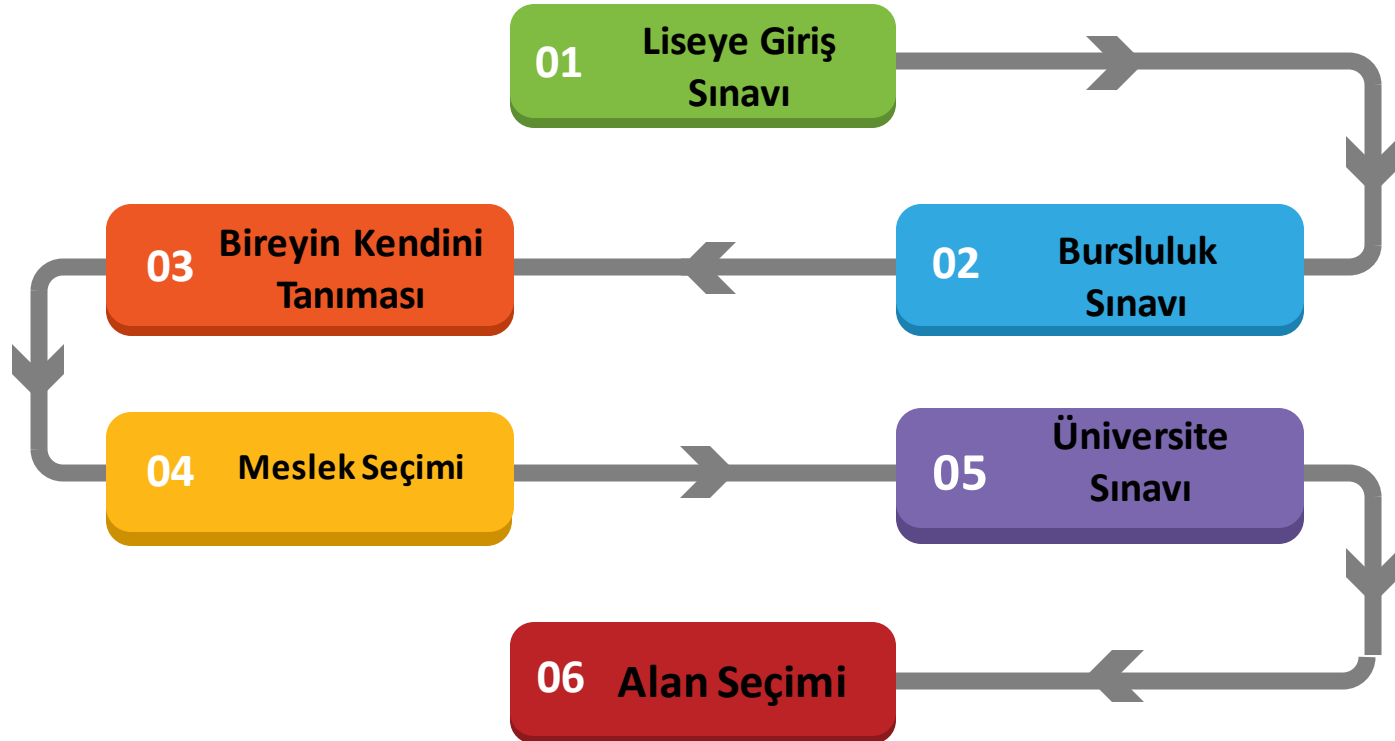 01
Liseye Giriş
Sınavı
02
Bursluluk
Sınavı
03
Bireyin Kendini
Tanıması
04
Meslek Seçimi
05
Üniversite
Sınavı
06
Alan Seçimi